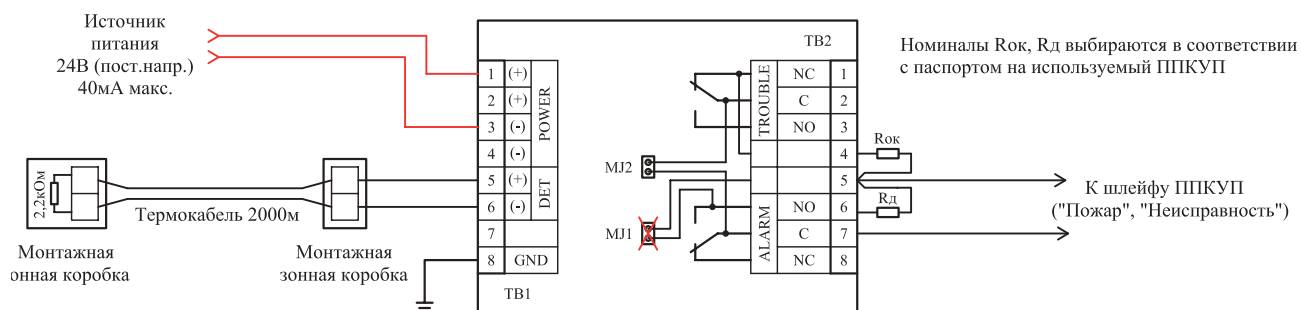 Источник
питания
24В (пост.напр.)
40мА макс.
2,2кОм
Термокабель 2000м
Монтажная
онная коробка
Монтажная
зонная коробка
1 (+)
2 (+)
3 (-)
4 (-)
POWER
5 (+)
6 (-)
DET
7
8 GND
TB1
TB2
TROUBLE
NC 1
C 2
NO 3
4
5
NO 6
C 7
NC 8
ALARM
MJ2
MJ1
Rок
Rд
Номиналы Rок, Rд выбираются в соответствии
с паспортом на используемый ППКУП
К шлейфу ППКУП
("Пожар", "Неисправность")